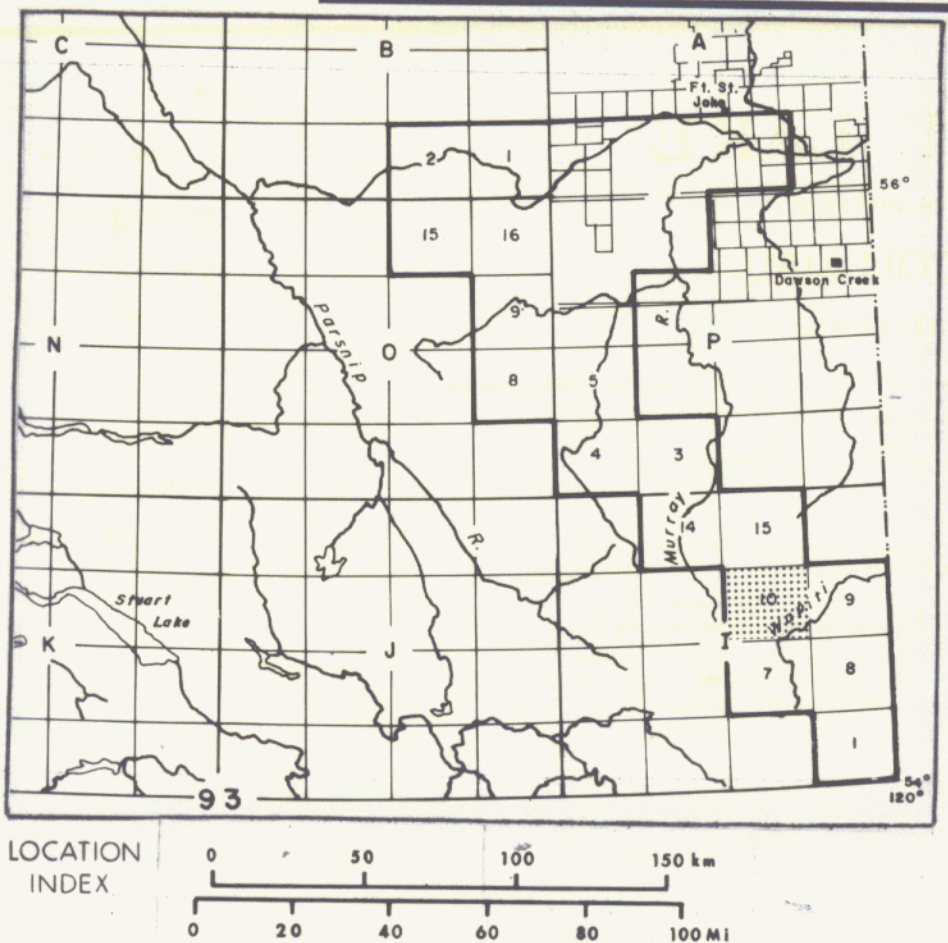 C B A
Ft. St.
John
2 1
56°
15 16
Dawson Creek
Parsnip
9
R.
N O P
8 5
4 3
Murray
4 15
R.
Stuart
Lake
10 9
Wapiti
K J I
7 8
1
93
54°
120°
LOCATION
INDEX
0 50 100 150 km
0 20 40 60 80 100 Mi